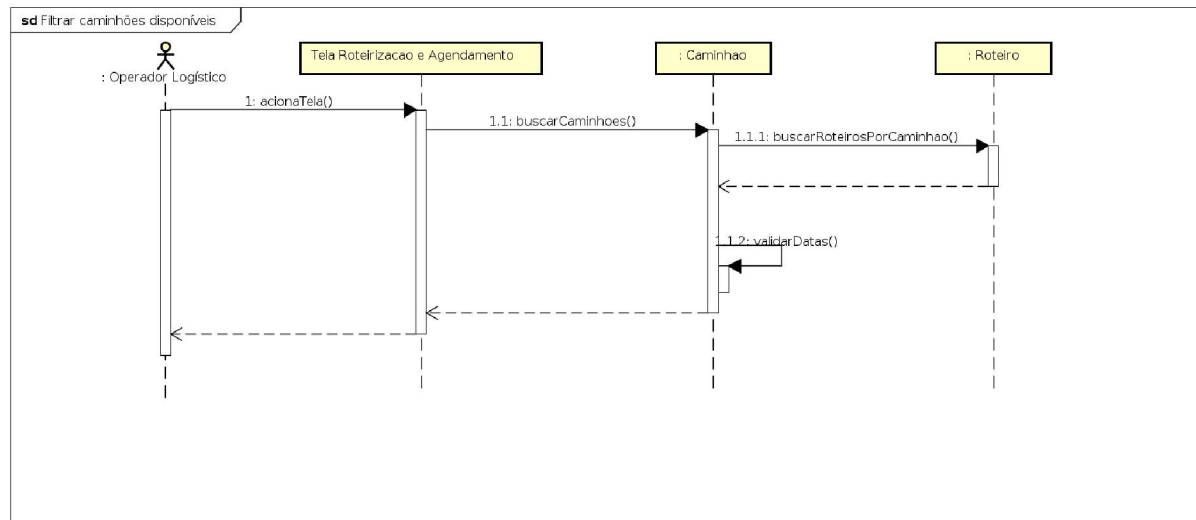 sd Filtrar caminhões disponíveis
: Operador Logístico
Tela Roteirizacao e Agendamento
: Caminhao
: Roteiro
1: acionaTela()
1.1: buscarCaminhoes()
1.1.1: buscarRoteirosPorCaminhao()
1.1.2: validarDatas()